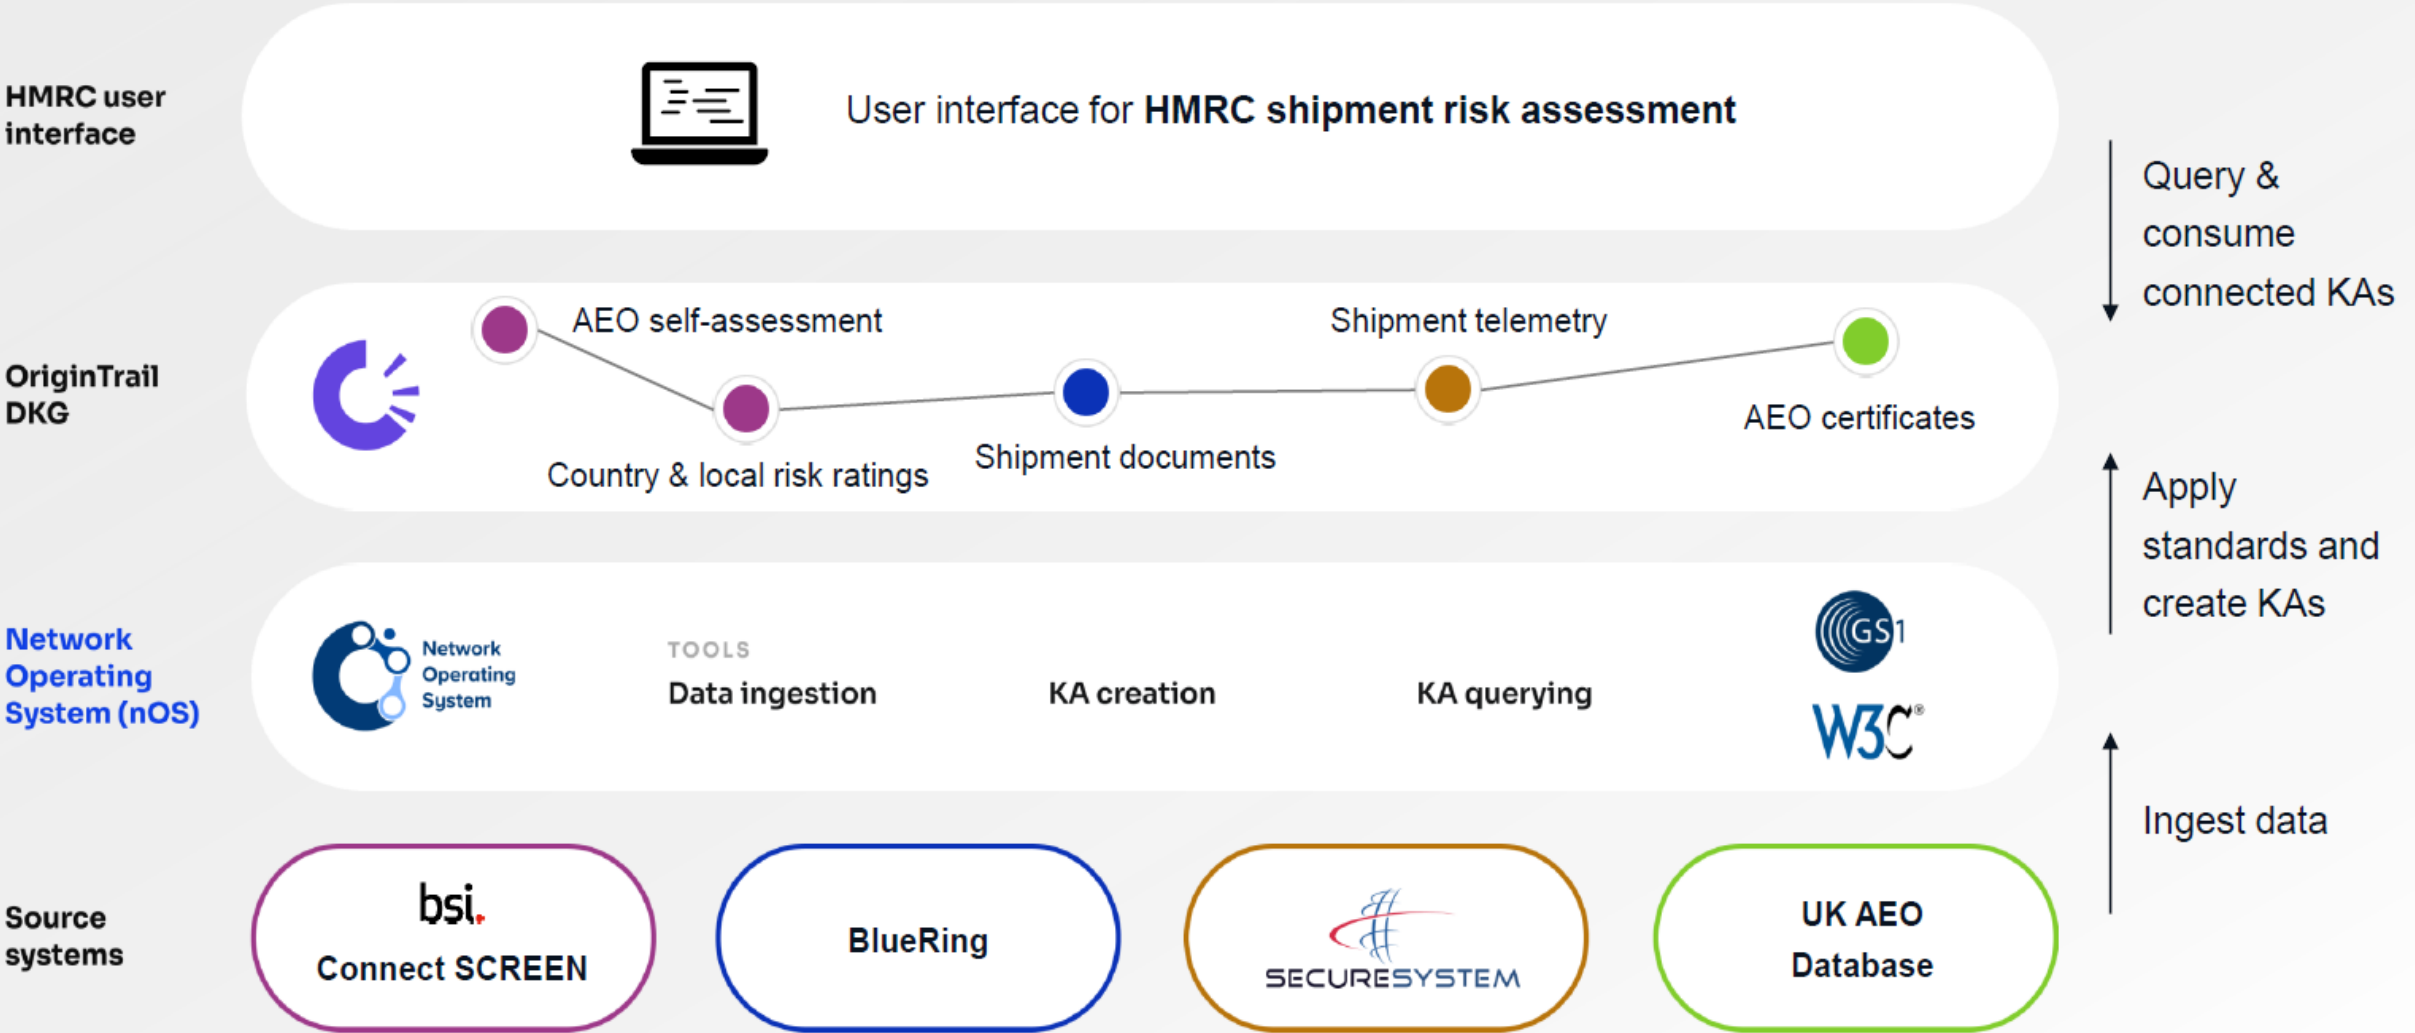 HMRC user
interface
User interface for HMRC shipment risk assessment
Query &
consume
connected KAs
OriginTrail
DKG
AEO self-assessment
Country & local risk ratings
Shipment documents
Shipment telemetry
AEO certificates
Apply
standards and
create KAs
Network
Operating
System (nOS)
Network
Operating
System
TOOLS
Data ingestion
KA creation
KA querying
GS1
W3C®
Ingest data
Source
systems
bsi.
Connect SCREEN
BlueRing
SECURESYSTEM
UK AEO
Database